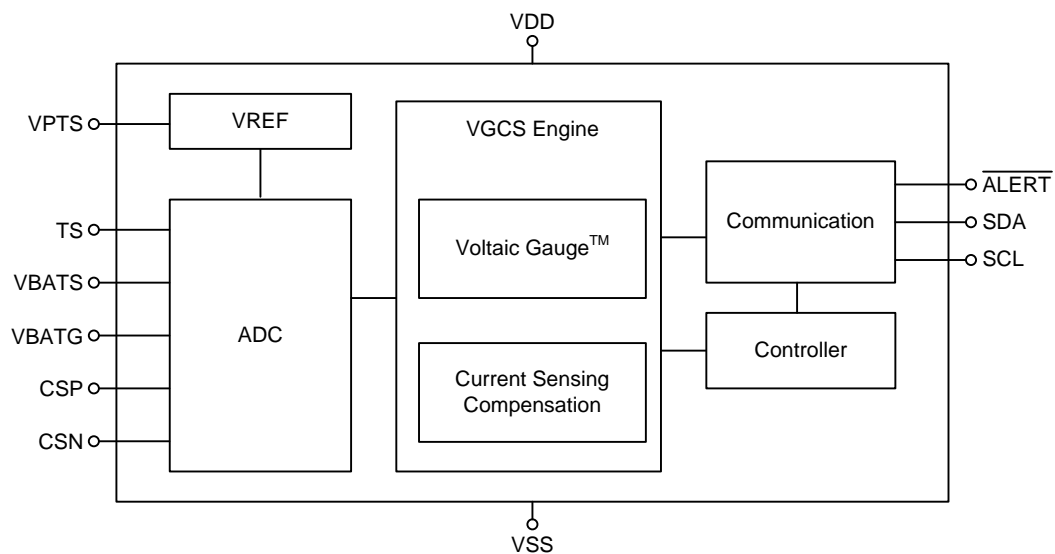 VDD
VPTS
VREF
VGCS Engine
ALERT
TS
Communication
SDA
Voltaic Gauge™
SCL
VBATS
VBATG
ADC
Controller
CSP
Current Sensing
Compensation
CSN
VSS